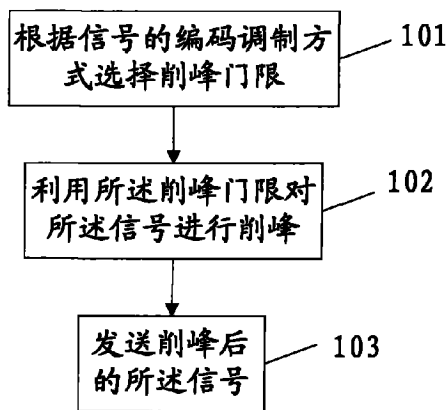 根据信号的编码调制方
式选择削峰门限
101
利用所述削峰门限对
所述信号进行削峰
102
发送削峰后
的所述信号
103